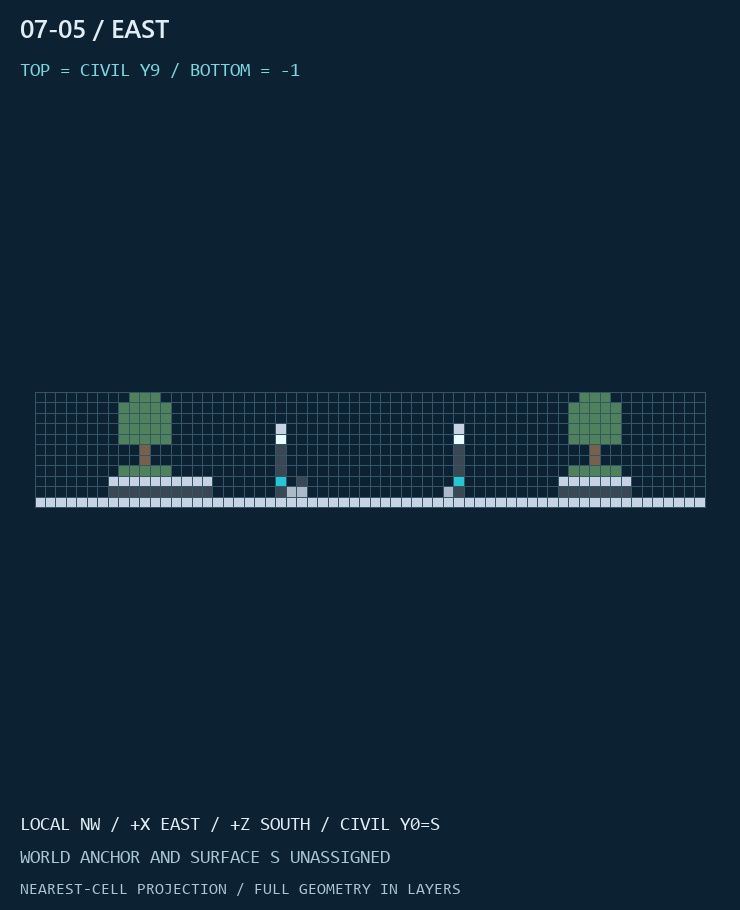 07-05 / EAST
TOP = CIVIL Y9 / BOTTOM = -1
LOCAL NW / +X EAST / +Z SOUTH / CIVIL Y0=S
WORLD ANCHOR AND SURFACE S UNASSIGNED
NEAREST-CELL PROJECTION / FULL GEOMETRY IN LAYERS